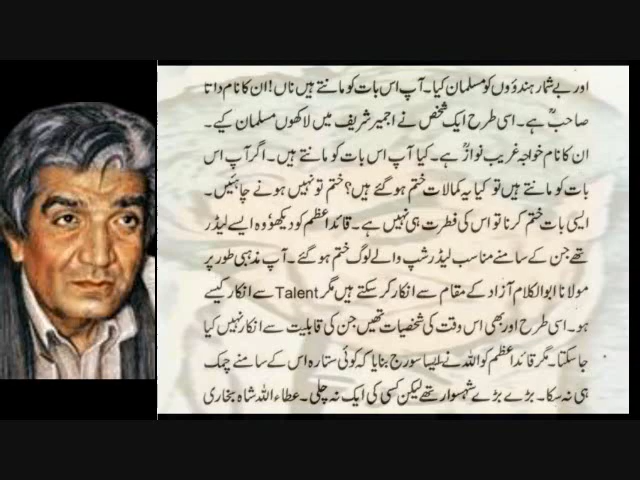 اور بے شمار ہندوؤں کو مسلمان کیا۔ آپ اس بات کو مانتے ہیں ناں! ان کا نام داتا
صاحبؒ ہے۔ اسی طرح ایک شخص نے اجمیر شریف میں لاکھوں مسلمان کیے۔
ان کا نام خواجہ غریب نوازؒ ہے۔ کیا آپ اس بات کو مانتے ہیں۔ اگر آپ اس
بات کو مانتے ہیں تو کیا یہ کمالات ختم ہو گئے ہیں؟ ختم تو نہیں ہونے چاہئیں۔
ایسی بات ختم کرنا تو اس کی فطرت ہی نہیں ہے۔ قائداعظم کو دیکھو وہ ایسے لیڈر
تھے جن کے سامنے مناسب لیڈرشپ والے لوگ ختم ہو گئے۔ آپ مذہبی طور پر
مولانا ابوالکلام آزاد کے مقام سے انکار کر سکتے ہیں مگر Talent سے انکار کیسے
ہو۔ اسی طرح اور بھی اس وقت کی شخصیات تھیں جن کی قابلیت سے انکار نہیں کیا
جا سکتا۔ مگر قائداعظم کو اللہ نے ایسا سورج بنایا کہ کوئی ستارہ اس کے سامنے چمک
ہی نہ سکا۔ بڑے بڑے شہسوار تھے لیکن کسی کی ایک نہ چلی۔ عطاء اللہ شاہ بخاری